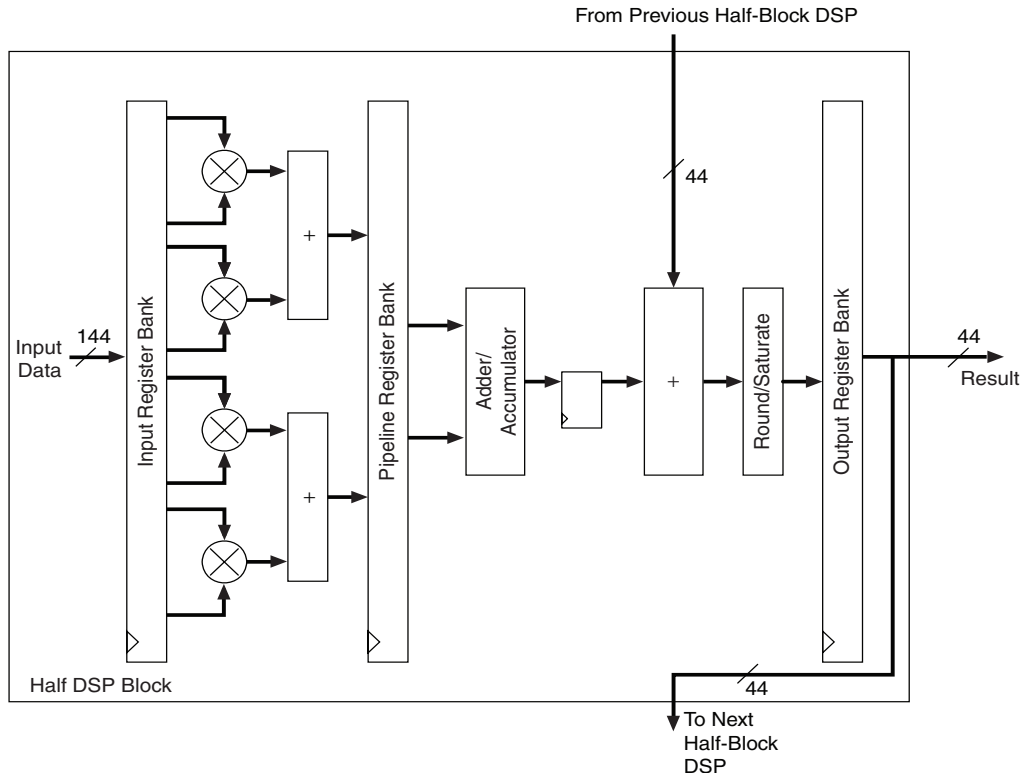 From Previous Half-Block DSP
44
144
Input
Data
Input Register Bank
+
+
Pipeline Register Bank
Adder/
Accumulator
+
Round/Saturate
Output Register Bank
44
Result
Half DSP Block
44
To Next
Half-Block
DSP